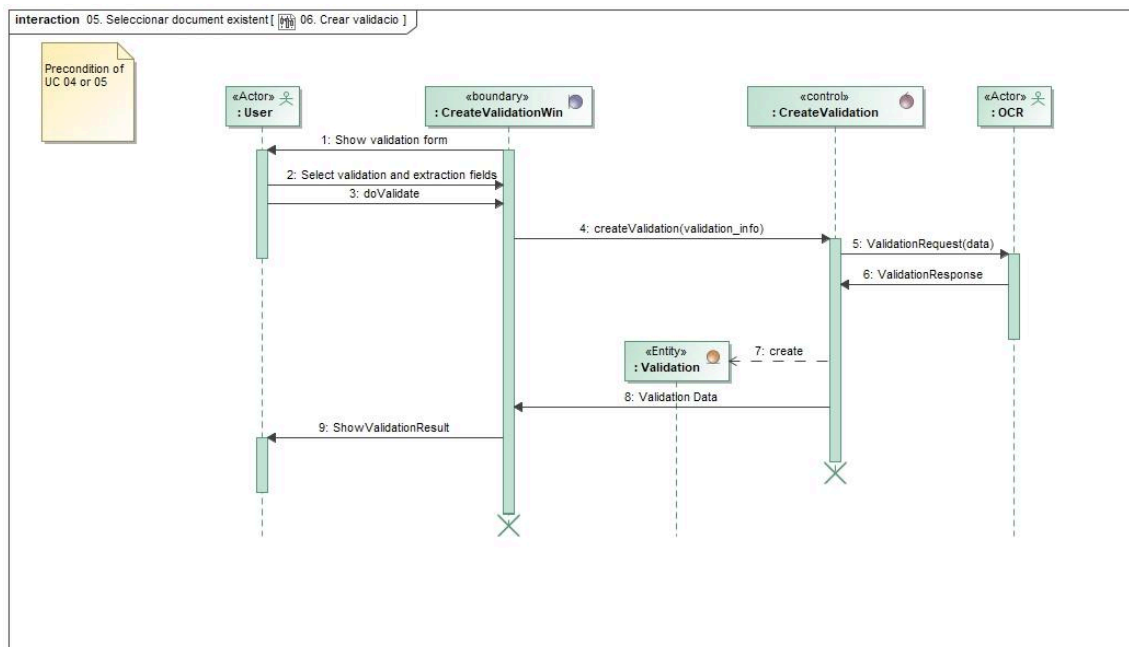 interaction 05. Seleccionar document existent[ 06. Crear validacio ]
Precondition of
UC 04 or 05
«Actor»
: User
«boundary»
: CreateValidationWin
«control»
: CreateValidation
«Actor»
: OCR
1: Show validation form
2: Select validation and extraction fields
3: doValidate
4: createValidation(validation_info)
5: ValidationRequest(data)
6: ValidationResponse
«Entity»
: Validation
7: create
8: Validation Data
9: ShowValidationResult